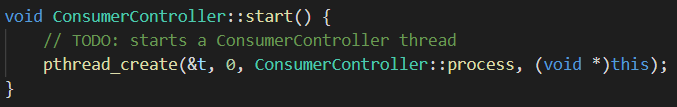 void ConsumerController::start() {
// TODO: starts a ConsumerController thread
pthread_create(&t, 0, ConsumerController::process, (void *)this);
}